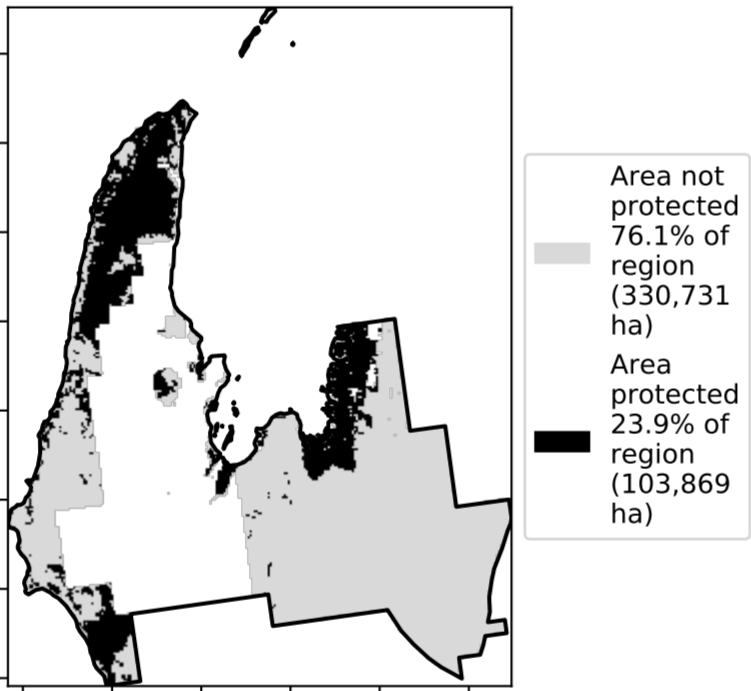 Area not
protected
76.1% of
region
(330,731
ha)
Area
protected
23.9% of
region
(103,869
ha)